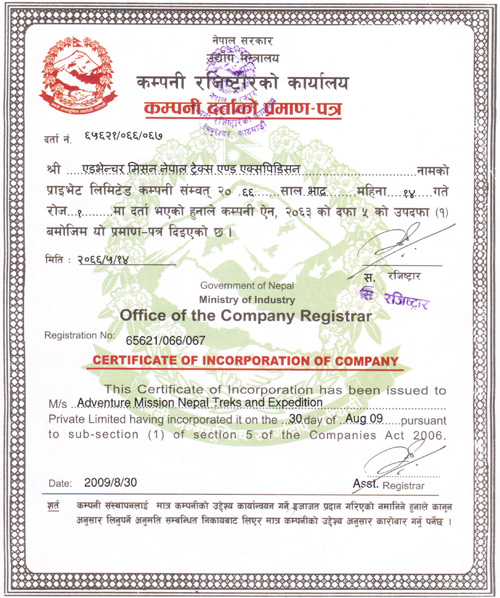 नेपाल सरकार
उद्योग मन्त्रालय
कम्पनी रजिष्ट्रारको कार्यालय
कम्पनी दर्ताको प्रमाण-पत्र
दर्ता नं. ६५६२१/०६६/०६७
श्री एडभेन्चर मिसन नेपाल ट्रेक्स एण्ड एक्सपिडिसन नामको
प्राइभेट लिमिटेड कम्पनी संम्वत् २०६६ साल भाद्र महिना १४ गते
रोज १ मा दर्ता भएको हुनाले कम्पनी ऐन, २०६३ को दफा ५ को उपदफा (१)
बमोजिम यो प्रमाण-पत्र दिइएको छ ।
मिति : २०६६/५/१४
स. रजिष्ट्रार
रजिष्ट्रार
Government of Nepal
Ministry of Industry
Office of the Company Registrar
Registration No: 65621/066/067
CERTIFICATE OF INCORPORATION OF COMPANY
This Certificate of Incorporation has been issued to
M/s Adventure Mission Nepal Treks and Expedition
Private Limited having incorporated it on the 30 day of Aug 09 pursuant
to sub-section (1) of section 5 of the Companies Act 2006.
Date: 2009/8/30
Asst. Registrar
शर्त कम्पनी संस्थापनलाई मात्र कम्पनीको उद्देश्य कार्यान्वयन गर्ने इजाजत प्रदान गरिएको नमानिने हुनाले कानून
अनुसार लिनुपर्ने अनुमति सम्बन्धित निकायबाट लिएर मात्र कम्पनीको उद्देश्य अनुसार कारोबार गर्नु पर्नेछ ।